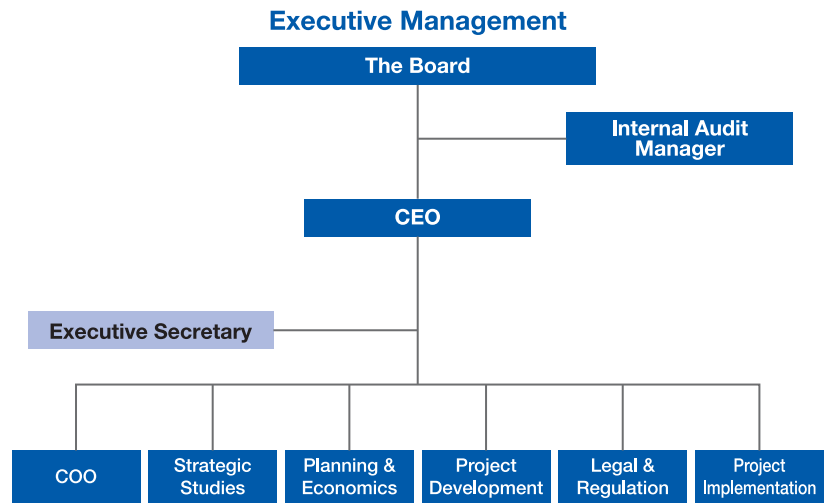 Executive Management
The Board
Internal Audit
Manager
CEO
Executive Secretary
COO
Strategic
Studies
Planning &
Economics
Project
Development
Legal &
Regulation
Project
Implementation